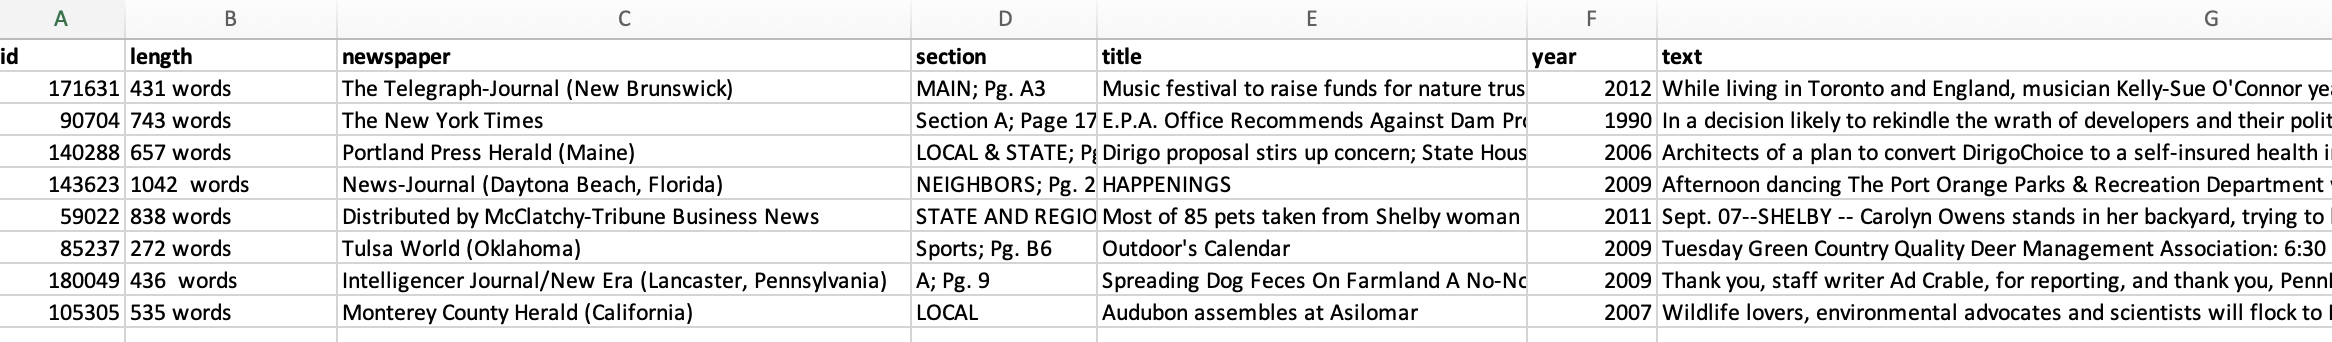 A B C D E F G
id length newspaper section title year text
171631 431 words The Telegraph-Journal (New Brunswick) MAIN; Pg. A3 Music festival to raise funds for nature trus 2012 While living in Toronto and England, musician Kelly-Sue O'Connor ye
90704 743 words The New York Times Section A; Page 17 E.P.A. Office Recommends Against Dam Pr 1990 In a decision likely to rekindle the wrath of developers and their polit
140288 657 words Portland Press Herald (Maine) LOCAL & STATE; Pg Dirigo proposal stirs up concern; State Hous 2006 Architects of a plan to convert DirigoChoice to a self-insured health i
143623 1042  words News-Journal (Daytona Beach, Florida) NEIGHBORS; Pg. 2 HAPPENINGS 2009 Afternoon dancing The Port Orange Parks & Recreation Department
59022 838 words Distributed by McClatchy-Tribune Business News STATE AND REGIO Most of 85 pets taken from Shelby woman 2011 Sept. 07--SHELBY -- Carolyn Owens stands in her backyard, trying to
85237 272 words Tulsa World (Oklahoma) Sports; Pg. B6 Outdoor's Calendar 2009 Tuesday Green Country Quality Deer Management Association: 6:30
180049 436  words Intelligencer Journal/New Era (Lancaster, Pennsylvania) A; Pg. 9 Spreading Dog Feces On Farmland A No-No 2009 Thank you, staff writer Ad Crable, for reporting, and thank you, Penn
105305 535 words Monterey County Herald (California) LOCAL Audubon assembles at Asilomar 2007 Wildlife lovers, environmental advocates and scientists will flock to